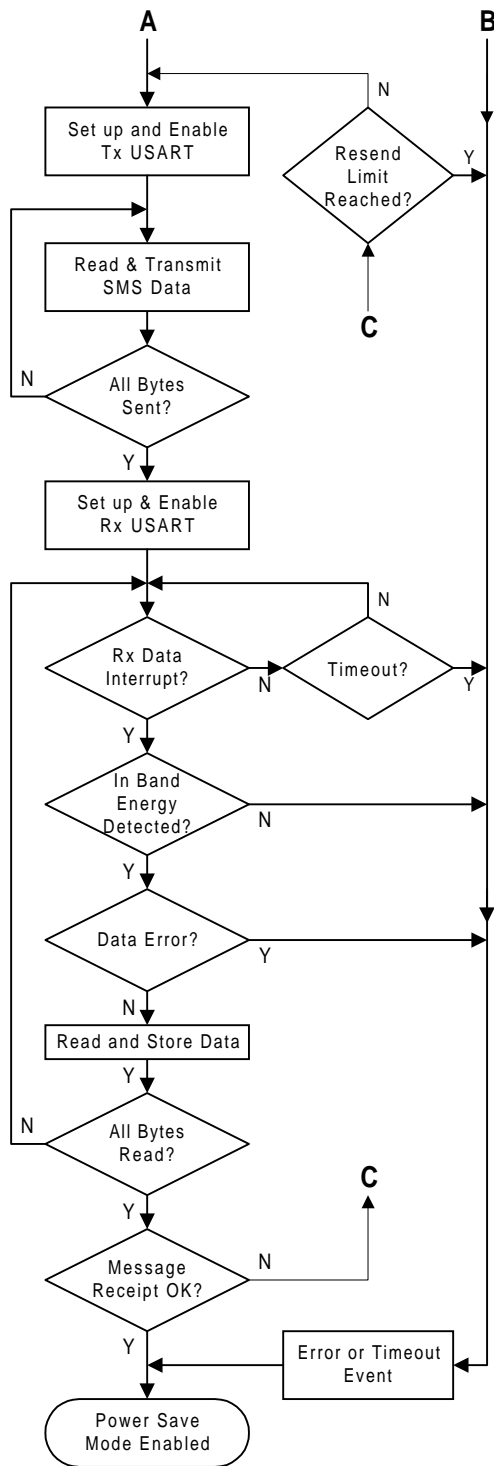 A
B
N
Set up and Enable
Tx USART
Resend
Limit
Reached?
Y
Read & Transmit
SMS Data
C
N
All Bytes
Sent?
Y
Set up & Enable
Rx USART
N
Rx Data
Interrupt?
N
Timeout?
Y
Y
In Band
Energy
Detected?
N
Y
Data Error?
Y
N
Read and Store Data
Y
N
All Bytes
Read?
C
Y
Message
Receipt OK?
N
Y
Error or Timeout
Event
Power Save
Mode Enabled